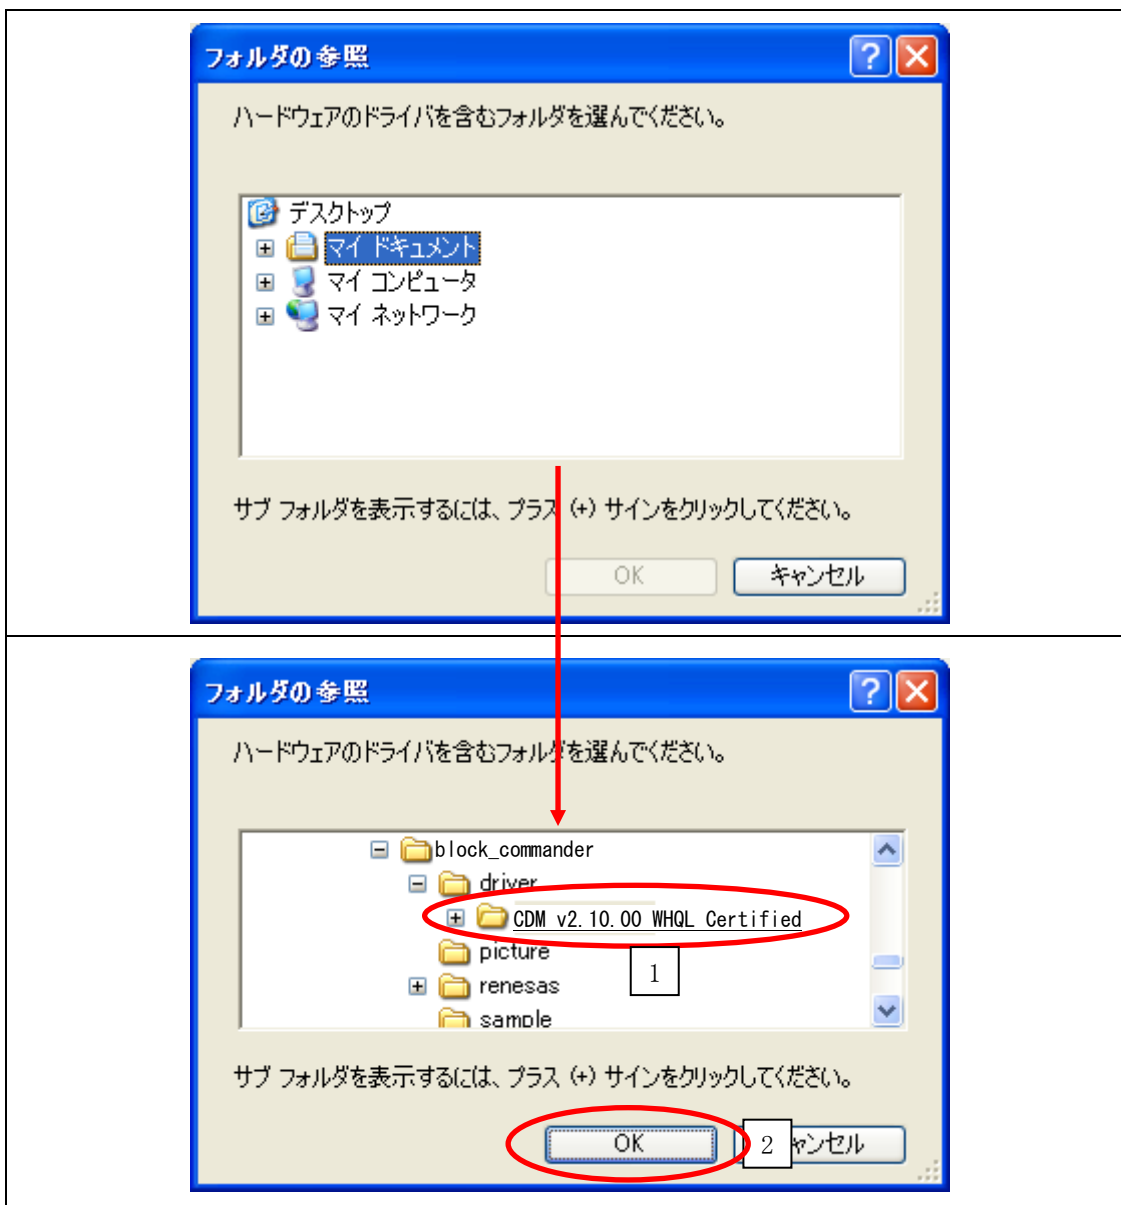 フォルダの参照
ハードウェアのドライバを含むフォルダを選んでください。
デスクトップ
マイ ドキュメント
マイ コンピュータ
マイ ネットワーク
サブ フォルダを表示するには、プラス (+) サインをクリックしてください。
OK キャンセル
フォルダの参照
ハードウェアのドライバを含むフォルダを選んでください。
block_commander
driver
CDM v2.10.00 WHQL Certified
picture
1
renesas
sample
サブ フォルダを表示するには、プラス (+) サインをクリックしてください。
OK 2 ャンセル